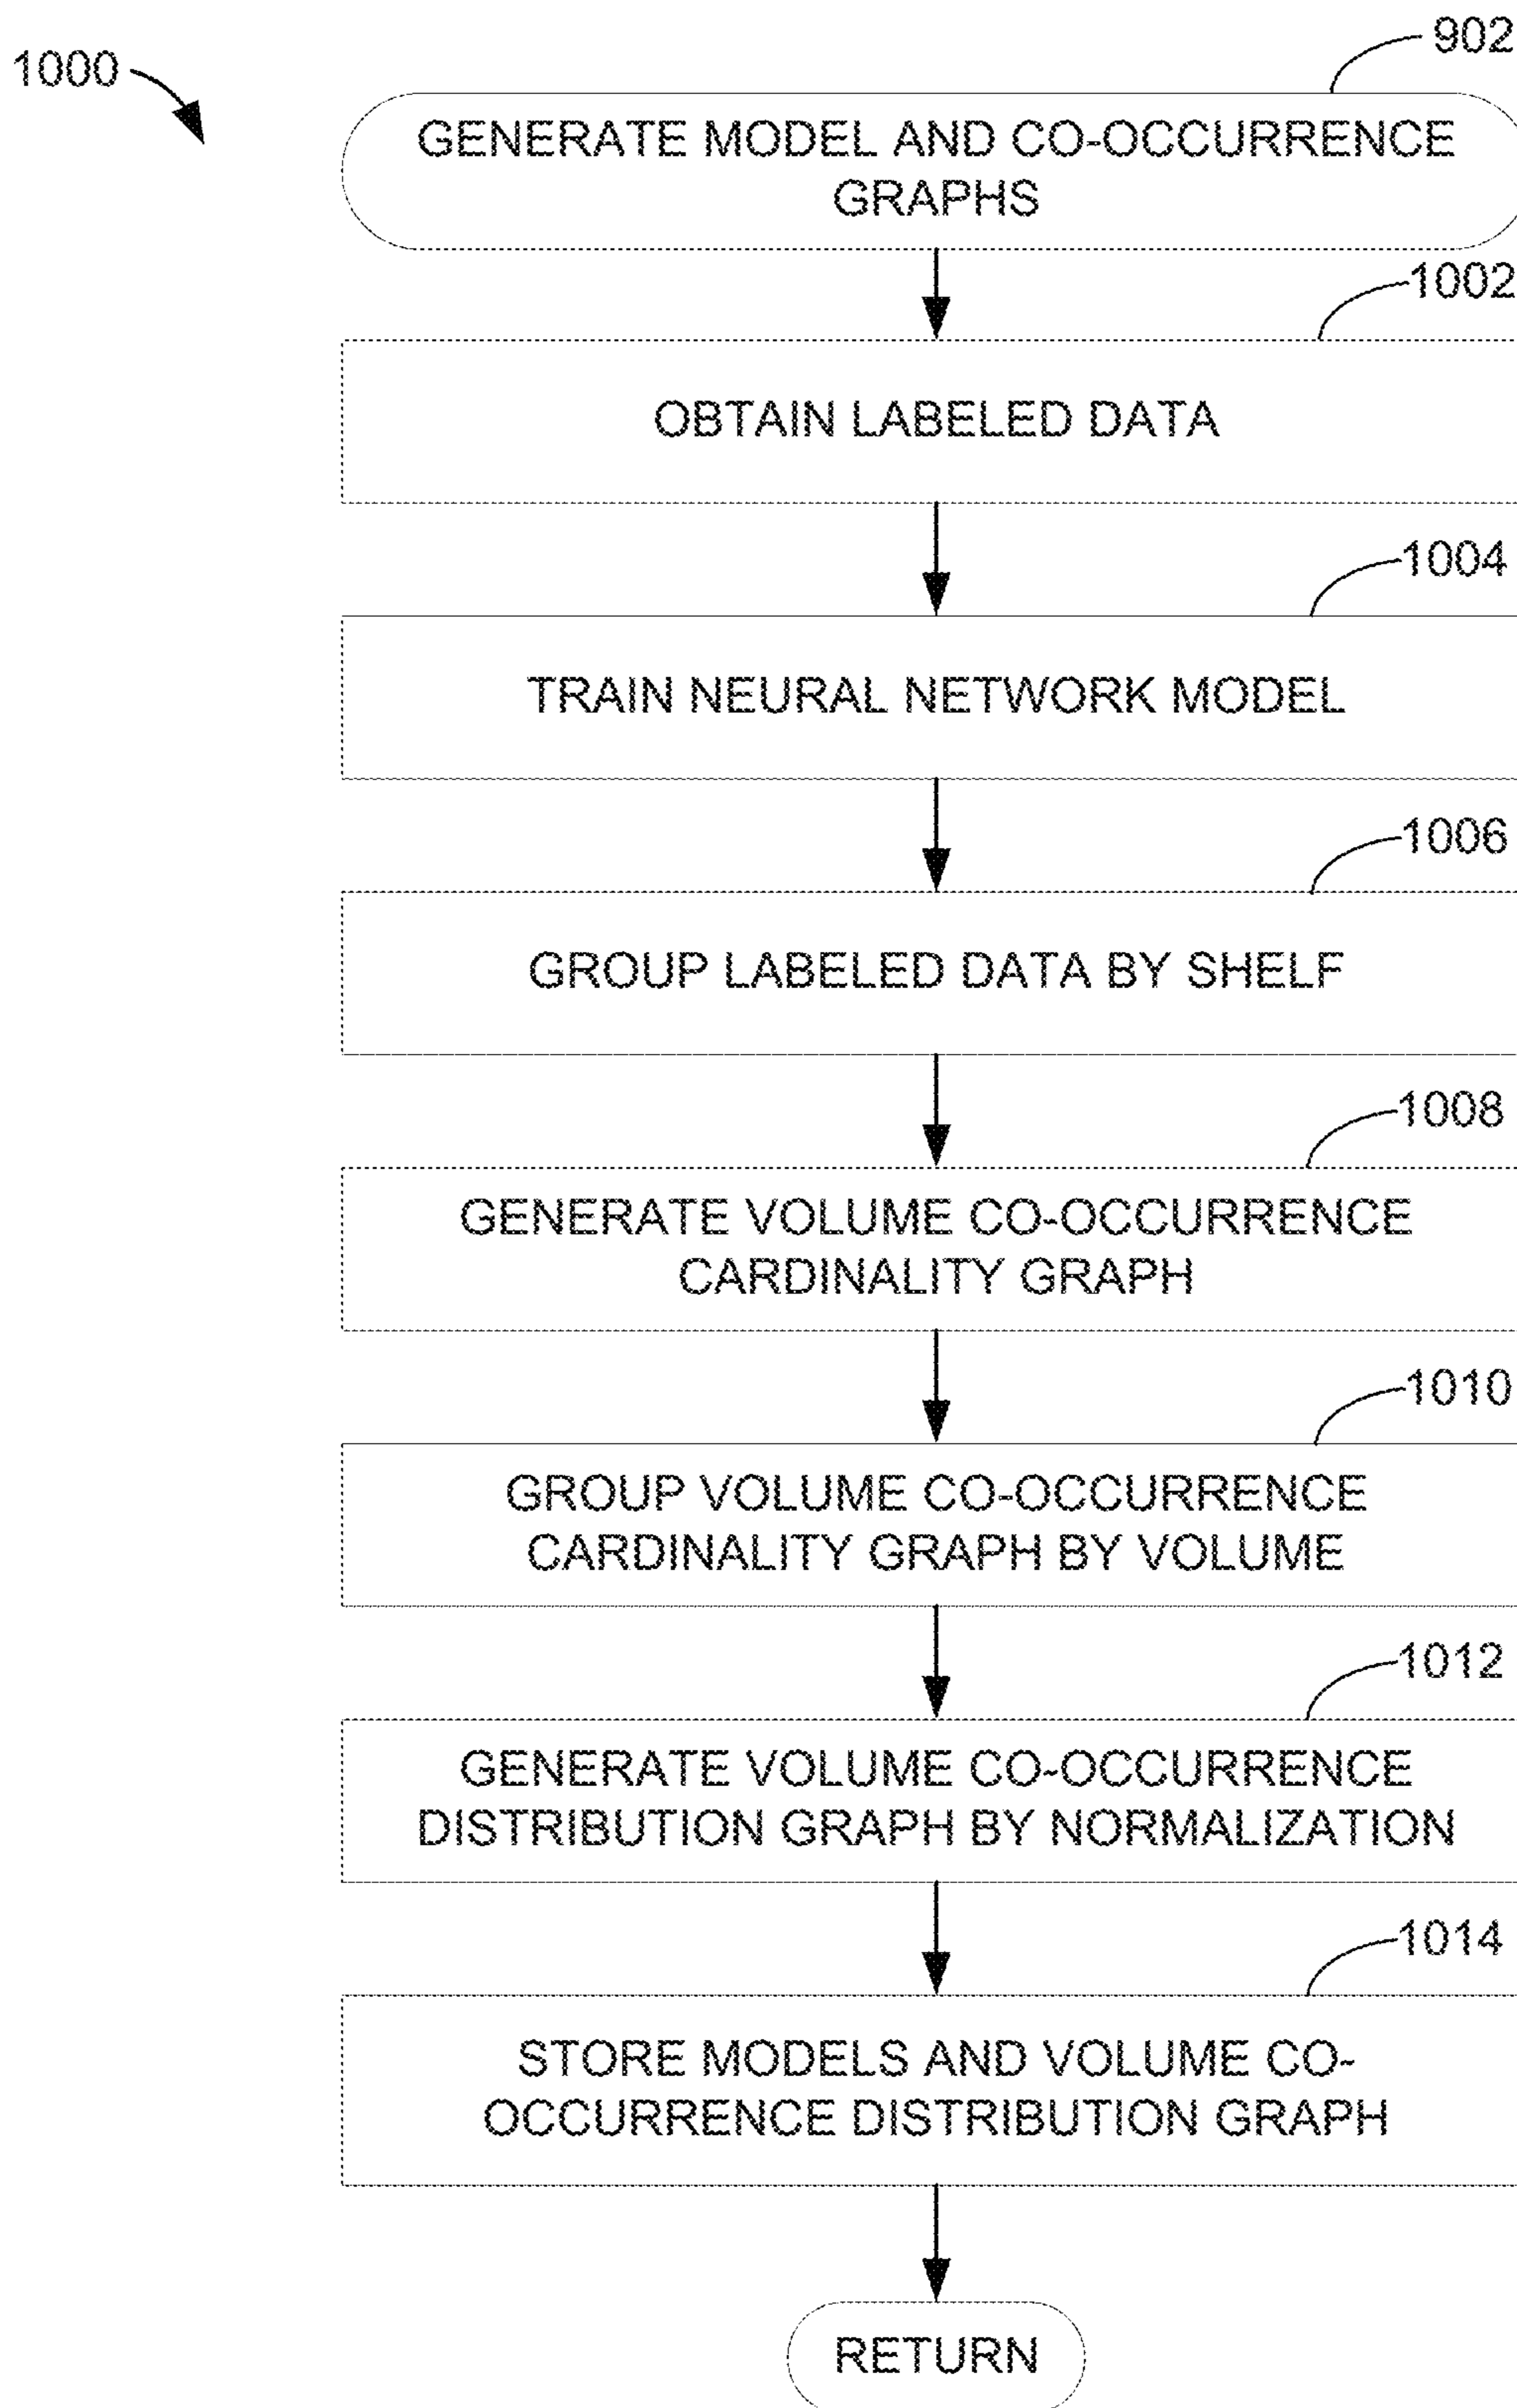 1000
902
GENERATE MODEL AND CO-OCCURRENCE
GRAPHS
1002
OBTAIN LABELED DATA
1004
TRAIN NEURAL NETWORK MODEL
1006
GROUP LABELED DATA BY SHELF
1008
GENERATE VOLUME CO-OCCURRENCE
CARDINALITY GRAPH
1010
GROUP VOLUME CO-OCCURRENCE
CARDINALITY GRAPH BY VOLUME
1012
GENERATE VOLUME CO-OCCURRENCE
DISTRIBUTION GRAPH BY NORMALIZATION
1014
STORE MODELS AND VOLUME CO-
OCCURRENCE DISTRIBUTION GRAPH
RETURN